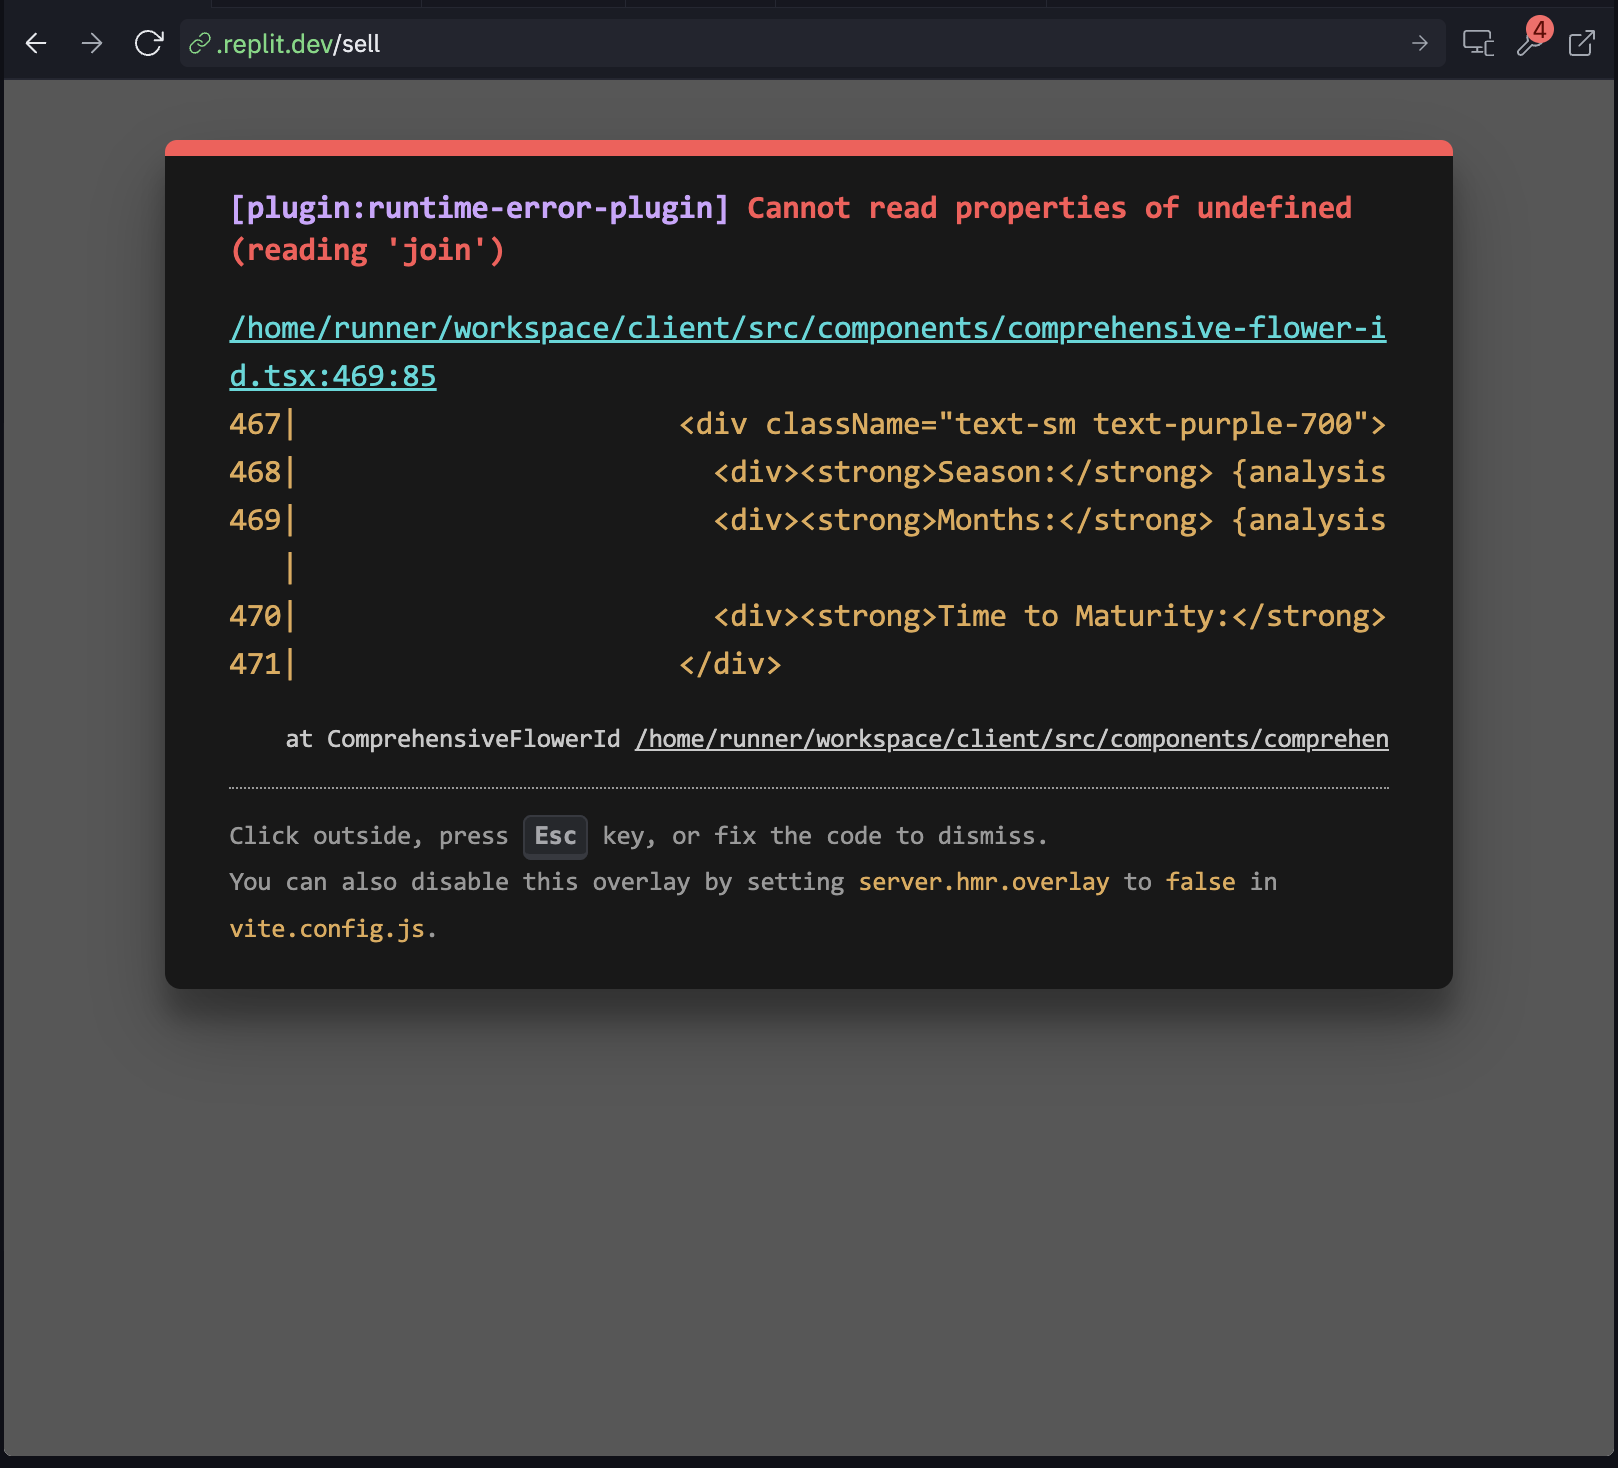 .replit.dev/sell
4
[plugin:runtime-error-plugin] Cannot read properties of undefined
(reading 'join')
/home/runner/workspace/client/src/components/comprehensive-flower-i
d.tsx:469:85
467|                      <div className="text-sm text-purple-700">
468|                        <div><strong>Season:</strong> {analysis
469|                        <div><strong>Months:</strong> {analysis
   |
470|                        <div><strong>Time to Maturity:</strong>
471|                      </div>
at ComprehensiveFlowerId /home/runner/workspace/client/src/components/comprehen
Click outside, press Esc key, or fix the code to dismiss.
You can also disable this overlay by setting server.hmr.overlay to false in
vite.config.js.